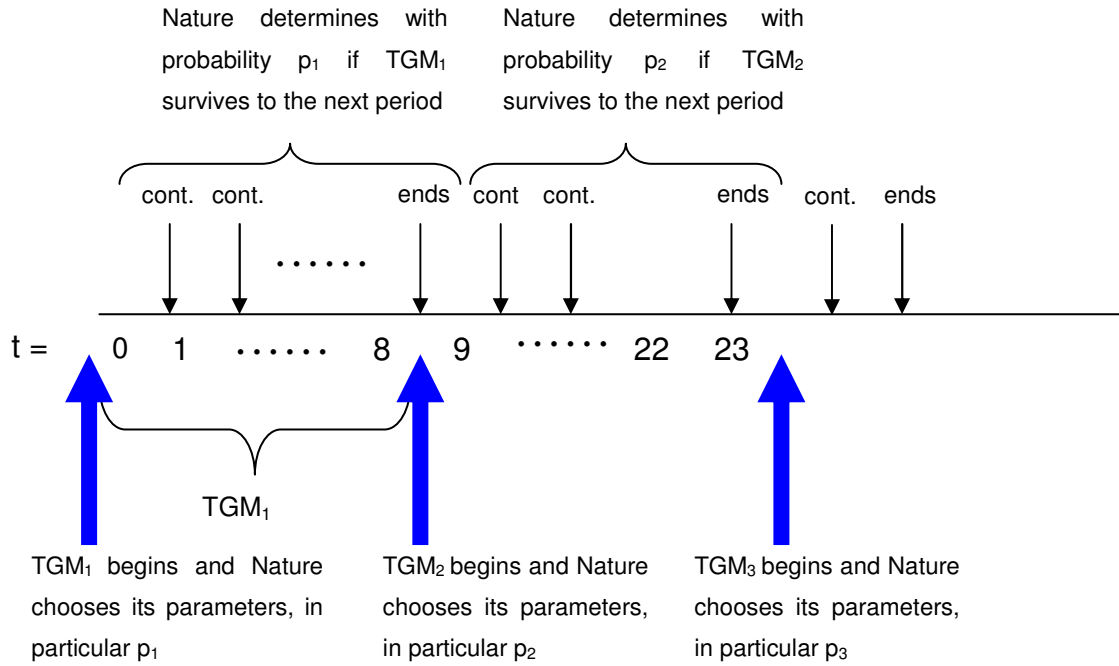 Nature determines with
probability p₁ if TGM₁
survives to the next period
Nature determines with
probability p₂ if TGM₂
survives to the next period
cont. cont. ends cont cont. ends cont. ends
......
t = 0 1 ...... 8 9 ...... 22 23
TGM₁
TGM₁ begins and Nature
chooses its parameters, in
particular p₁
TGM₂ begins and Nature
chooses its parameters,
in particular p₂
TGM₃ begins and Nature
chooses its parameters,
in particular p₃